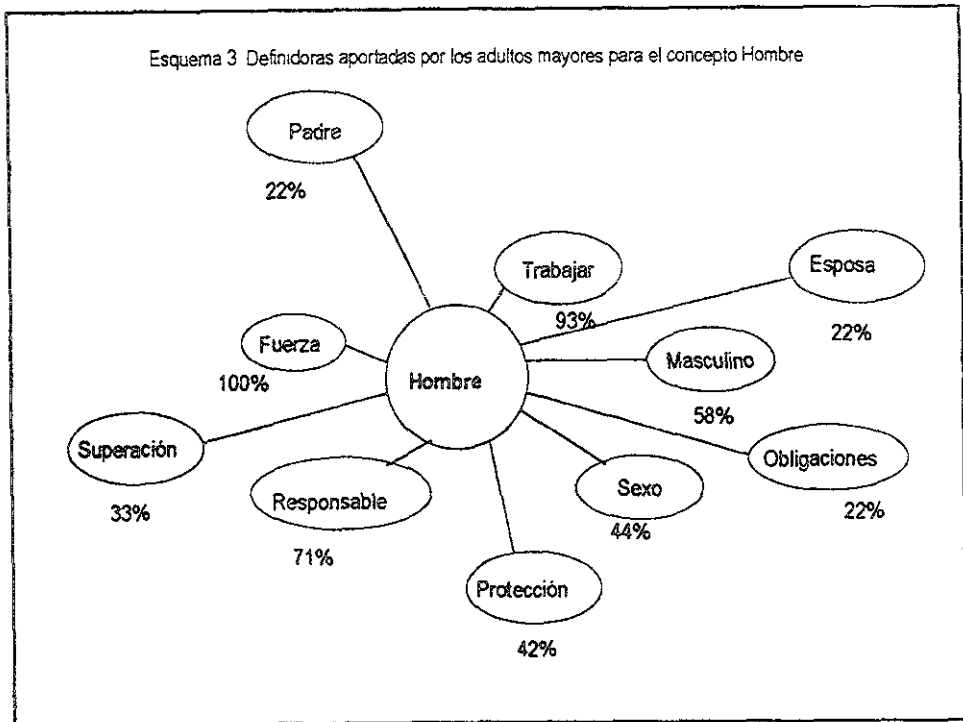 Esquema 3 Definidoras aportadas por los adultos mayores para el concepto Hombre
Padre
22%
Trabajar
93%
Esposa
22%
Fuerza
100%
Hombre
Masculino
58%
Superación
33%
Responsable
71%
Sexo
44%
Obligaciones
22%
Protección
42%